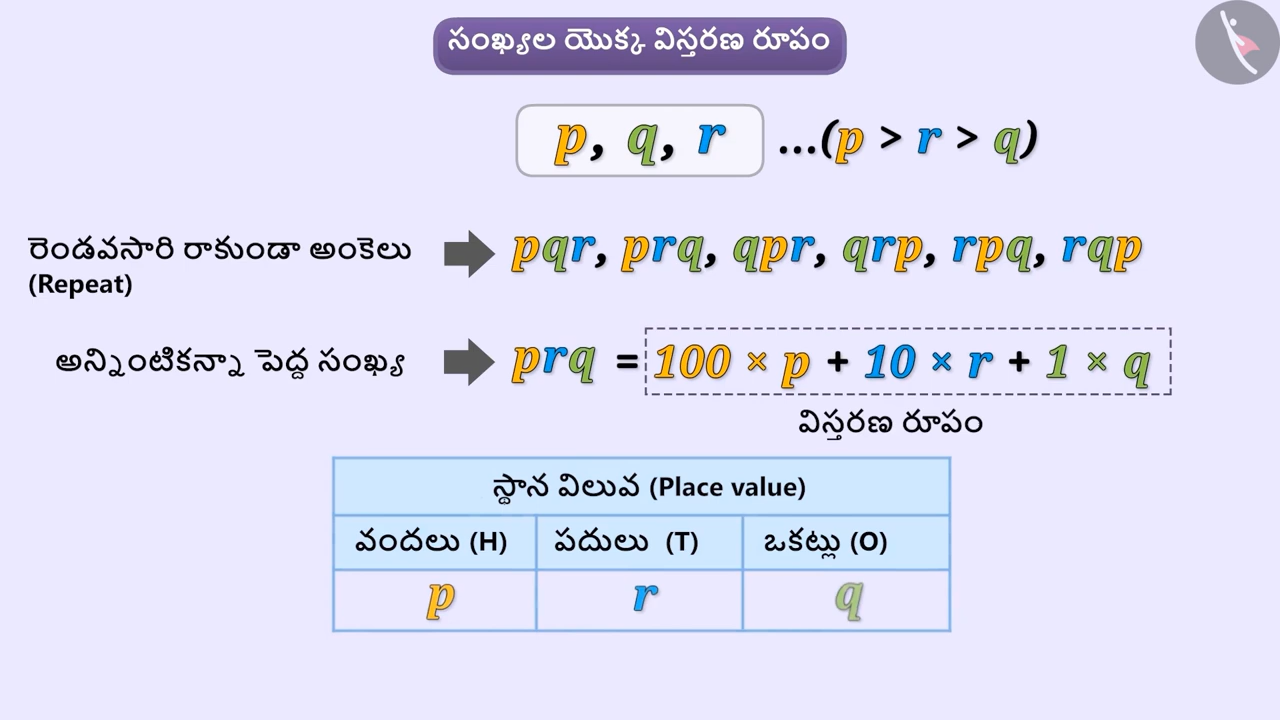 సంఖ్యల యొక్క విస్తరణ రూపం
p, q, r ...(p > r > q)
రెండవసారి రాకుండా అంకెలు
(Repeat)
pqr, prq, qpr, qrp, rpq, rqp
అన్నింటికన్నా పెద్ద సంఖ్య
prq = 100 × p + 10 × r + 1 × q
విస్తరణ రూపం
స్థాన విలువ (Place value)
వందలు (H) పదులు (T) ఒకట్లు (O)
p r q